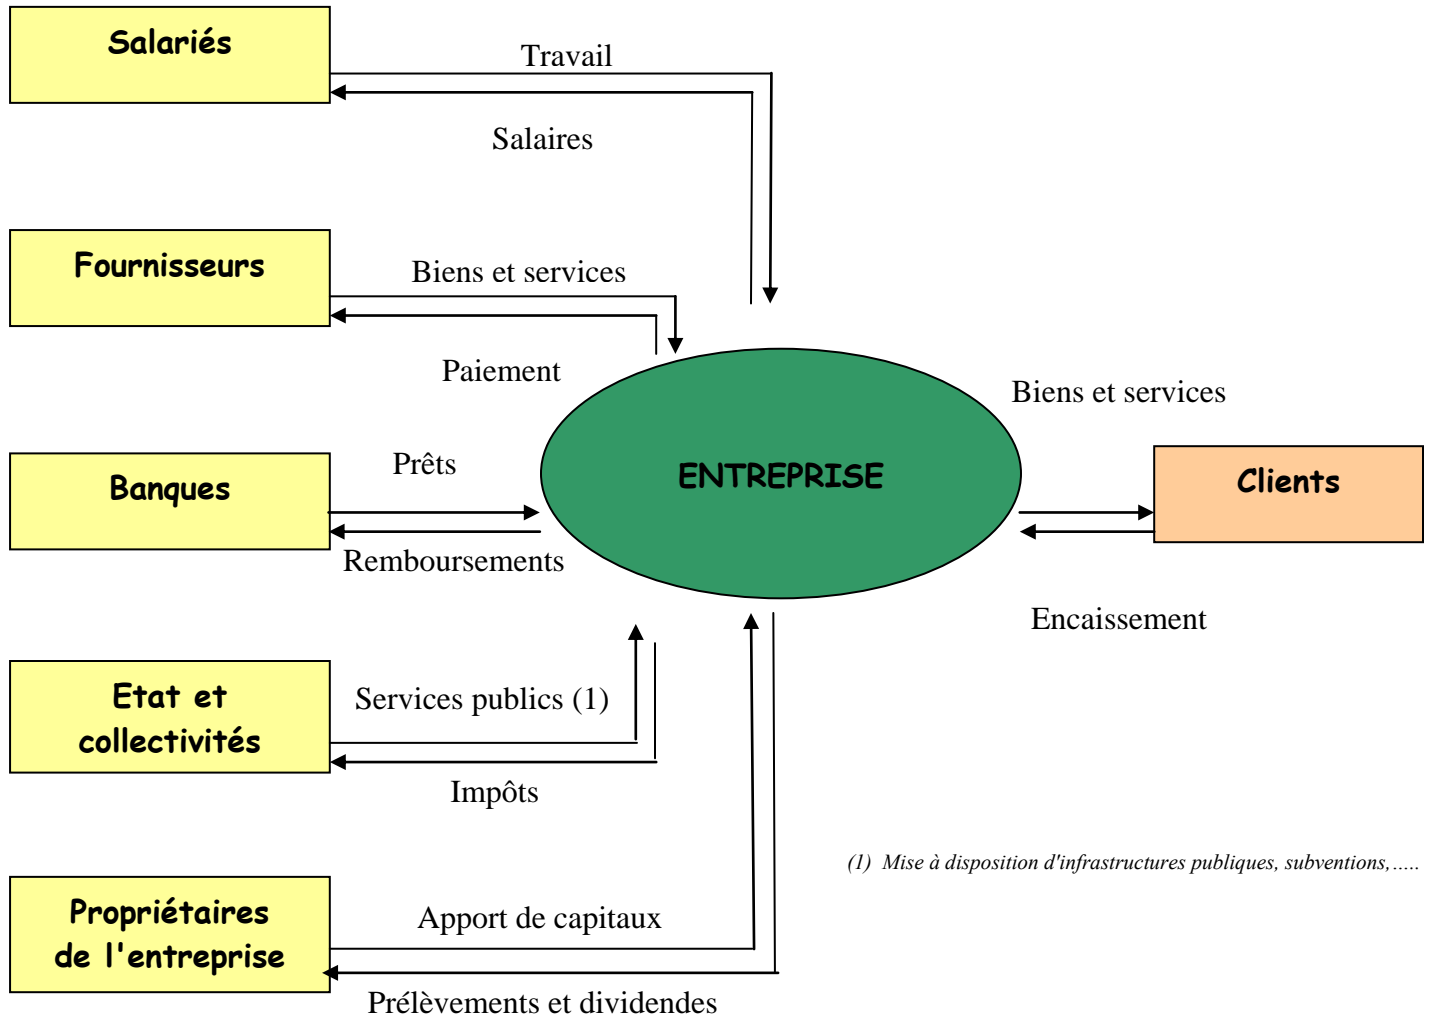 Salariés
Travail
Salaires
Fournisseurs
Biens et services
Paiement
Biens et services
Banques
Prêts
Remboursements
ENTREPRISE
Clients
Encaissement
Etat et
collectivités
Services publics (1)
Impôts
(1) Mise à disposition d'infrastructures publiques, subventions,.....
Propriétaires
de l'entreprise
Apport de capitaux
Prélèvements et dividendes